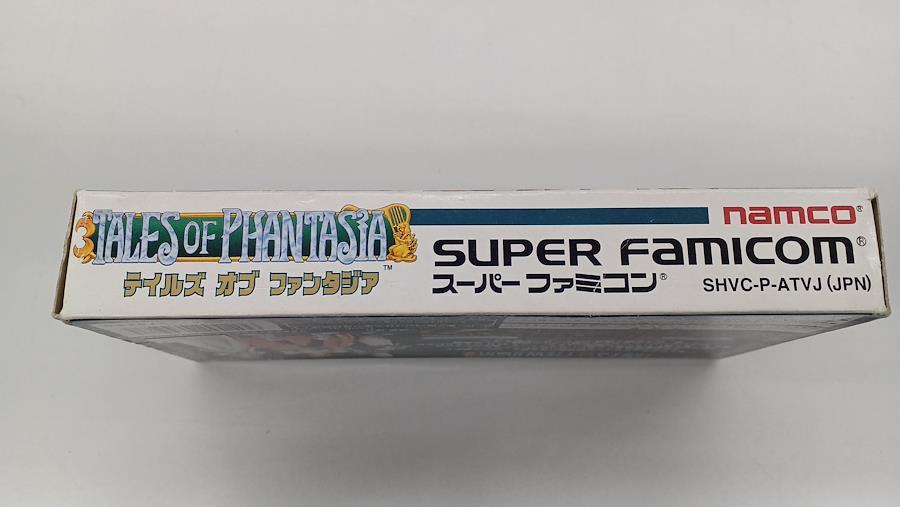 TALES OF PHANTASIA™
テイルズ オブ ファンタジア
namco®
SUPER FAMICOM®
スーパー ファミコン®
SHVC-P-ATVJ (JPN)